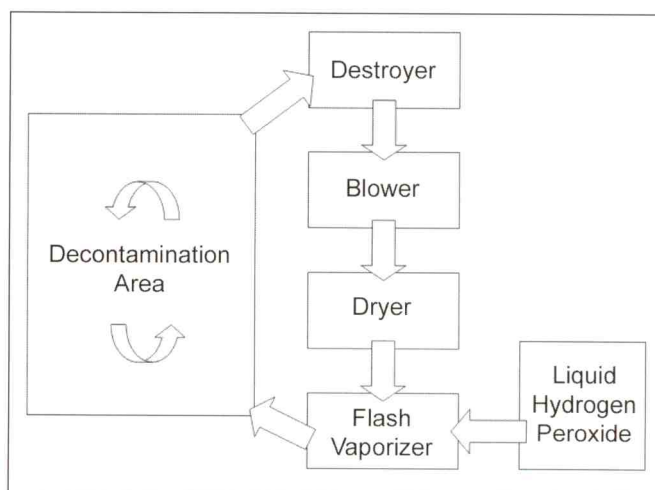 Destroyer
Blower
Decontamination
Area
Dryer
Liquid
Hydrogen
Peroxide
Flash
Vaporizer